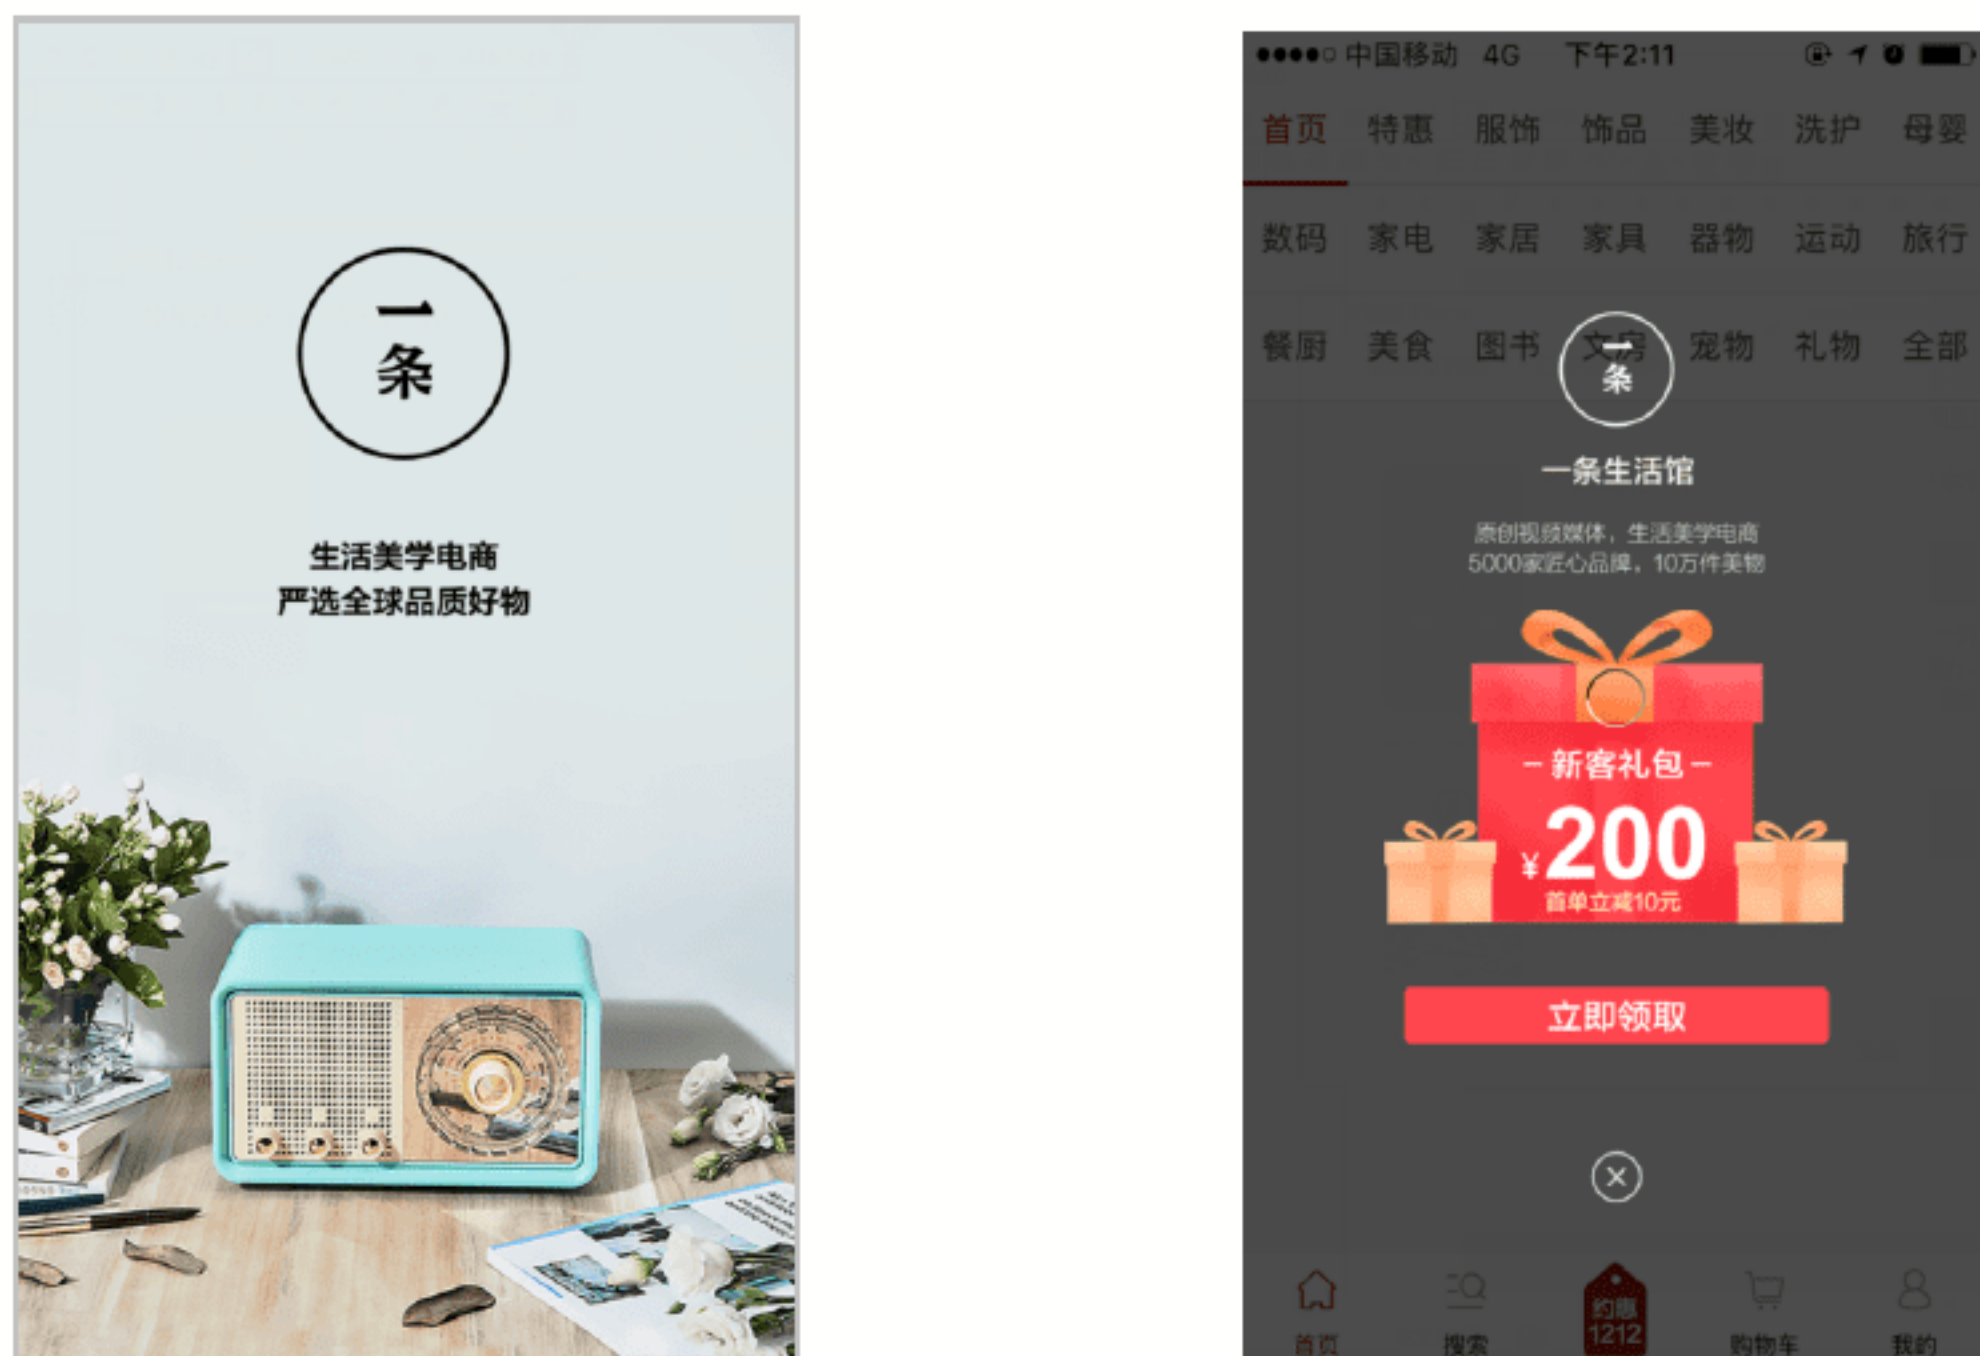 一
条
生活美学电商
严选全球品质好物
中国移动 4G 下午2:11
首页 特惠 服饰 饰品 美妆 洗护 母婴
数码 家电 家居 家具 器物 运动 旅行
餐厨 美食 图书 文房 宠物 礼物 全部
一
条
一条生活馆
原创视频媒体，生活美学电商
5000家匠心品牌，10万件美物
– 新客礼包 –
¥200
首单立减10元
立即领取
约惠
1212
首页 搜索 购物车 我的